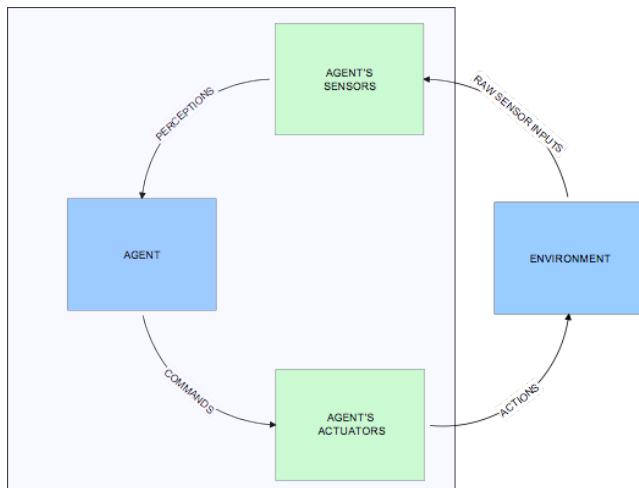 AGENT'S
SENSORS
PERCEPTIONS
RAW SENSOR INPUTS
AGENT
ENVIRONMENT
COMMANDS
AGENT'S
ACTUATORS
ACTIONS